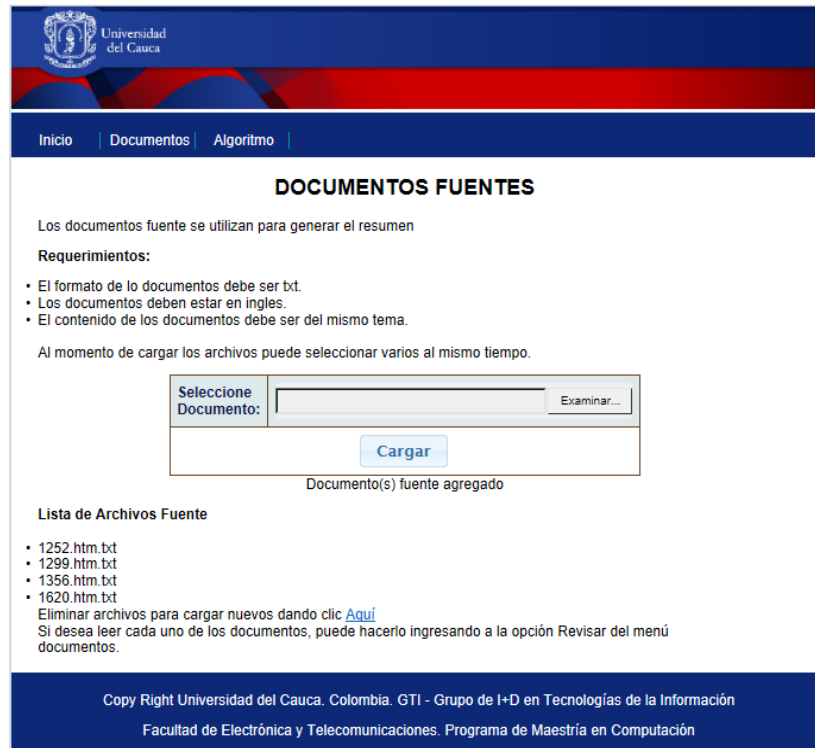 Universidad
del Cauca
Inicio | Documentos | Algoritmo |
DOCUMENTOS FUENTES
Los documentos fuente se utilizan para generar el resumen
Requerimientos:
• El formato de lo documentos debe ser txt.
• Los documentos deben estar en ingles.
• El contenido de los documentos debe ser del mismo tema.
Al momento de cargar los archivos puede seleccionar varios al mismo tiempo.
Seleccione
Documento:
Examinar...
Cargar
Documento(s) fuente agregado
Lista de Archivos Fuente
• 1252.htm.txt
• 1299.htm.txt
• 1356.htm.txt
• 1620.htm.txt
Eliminar archivos para cargar nuevos dando clic Aquí
Si desea leer cada uno de los documentos, puede hacerlo ingresando a la opción Revisar del menú
documentos.
Copy Right Universidad del Cauca. Colombia. GTI - Grupo de I+D en Tecnologías de la Información
Facultad de Electrónica y Telecomunicaciones. Programa de Maestría en Computación